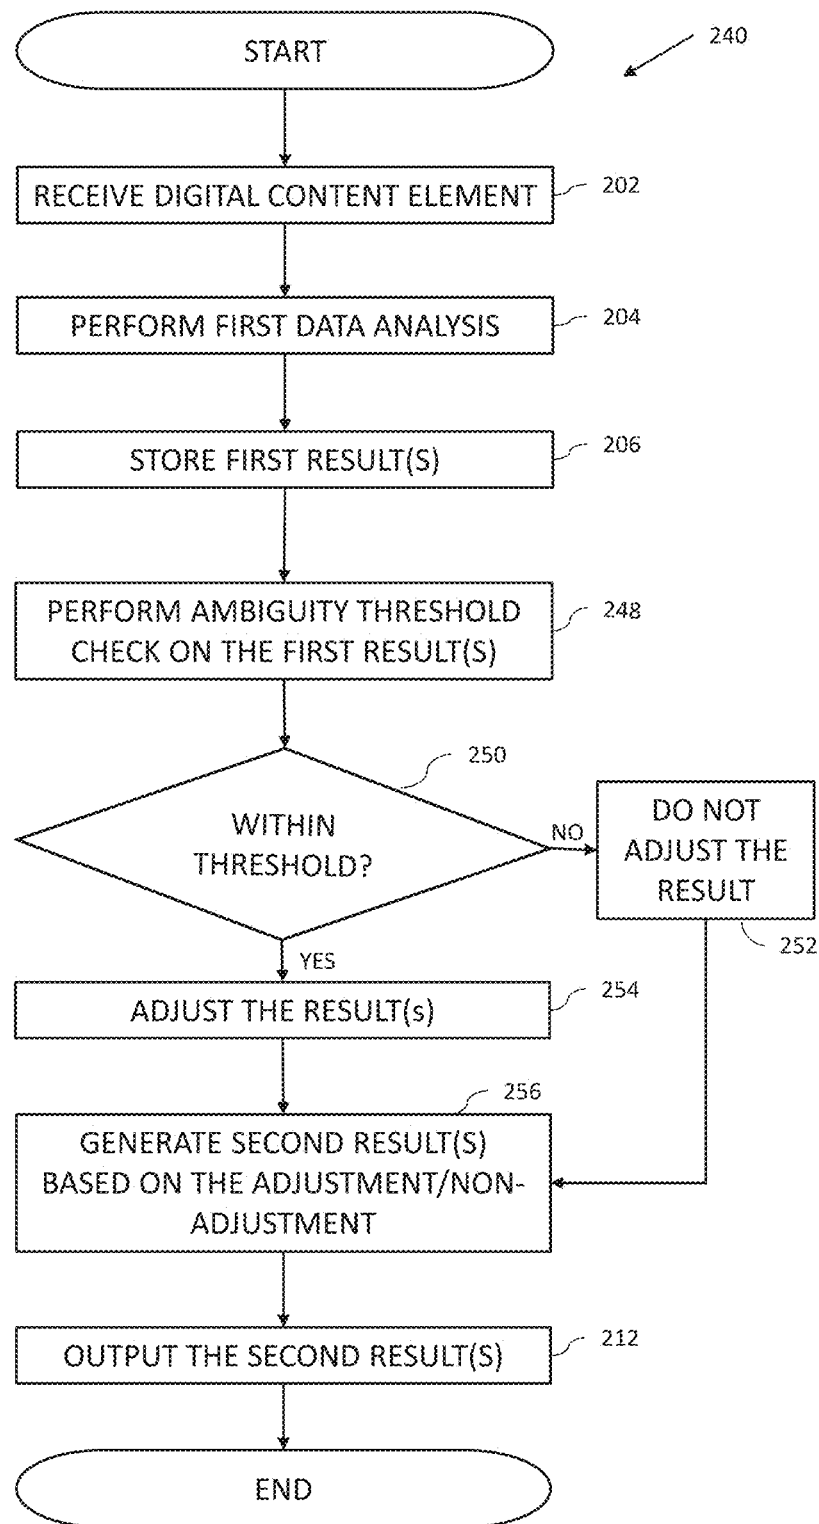 START
240
RECEIVE DIGITAL CONTENT ELEMENT
202
PERFORM FIRST DATA ANALYSIS
204
STORE FIRST RESULT(S)
206
PERFORM AMBIGUITY THRESHOLD
CHECK ON THE FIRST RESULT(S)
248
250
WITHIN
THRESHOLD?
NO
DO NOT
ADJUST THE
RESULT
252
YES
ADJUST THE RESULT(s)
254
256
GENERATE SECOND RESULT(S)
BASED ON THE ADJUSTMENT/NON-
ADJUSTMENT
OUTPUT THE SECOND RESULT(S)
212
END